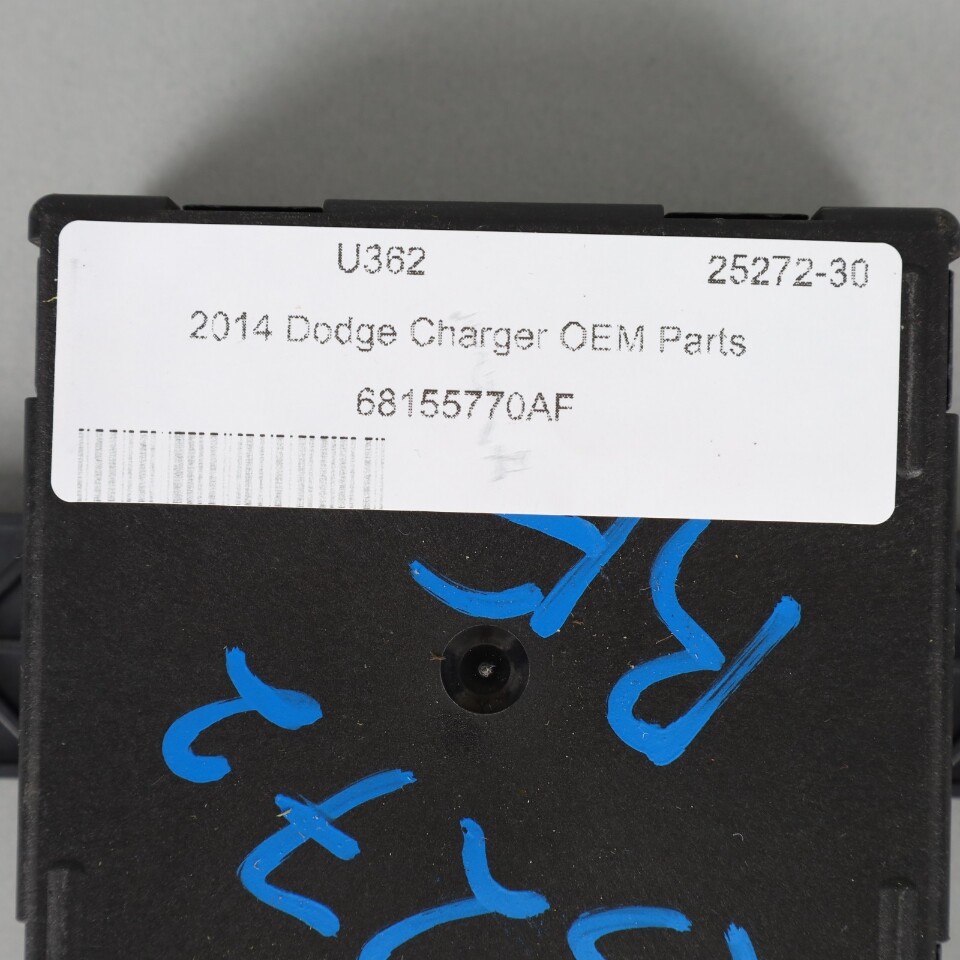 U362 25272-30
2014 Dodge Charger OEM Parts
68155770AF